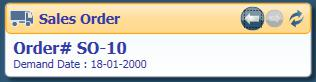 Sales Order
Order# SO-10
Demand Date : 18-01-2000